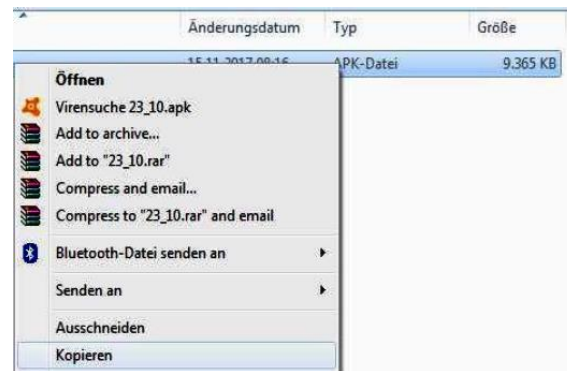 Änderungsdatum Typ Größe
15.11.2017 08:16 APK-Datei 9.365 KB
Öffnen
Virensuche 23_10.apk
Add to archive...
Add to "23_10.rar"
Compress and email...
Compress to "23_10.rar" and email
Bluetooth-Datei senden an
Senden an
Ausschneiden
Kopieren